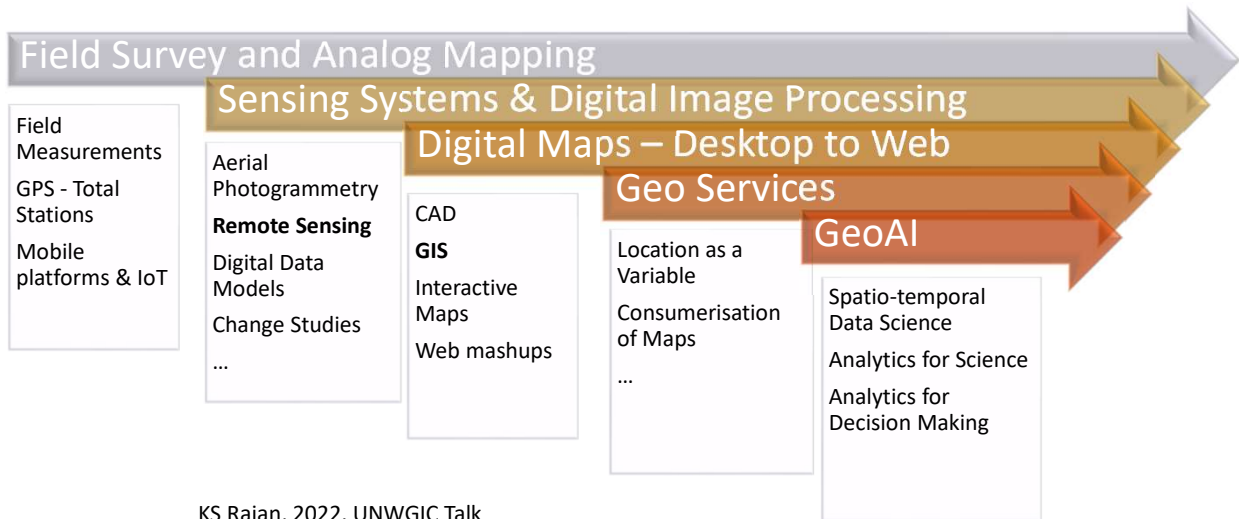 Field Survey and Analog Mapping
Sensing Systems & Digital Image Processing
Digital Maps – Desktop to Web
Geo Services
GeoAI
Field
Measurements
GPS - Total
Stations
Mobile
platforms & IoT
Aerial
Photogrammetry
Remote Sensing
Digital Data
Models
Change Studies
…
CAD
GIS
Interactive
Maps
Web mashups
Location as a
Variable
Consumerisation
of Maps
…
Spatio-temporal
Data Science
Analytics for Science
Analytics for
Decision Making
KS Rajan, 2022, UNWGIC Talk